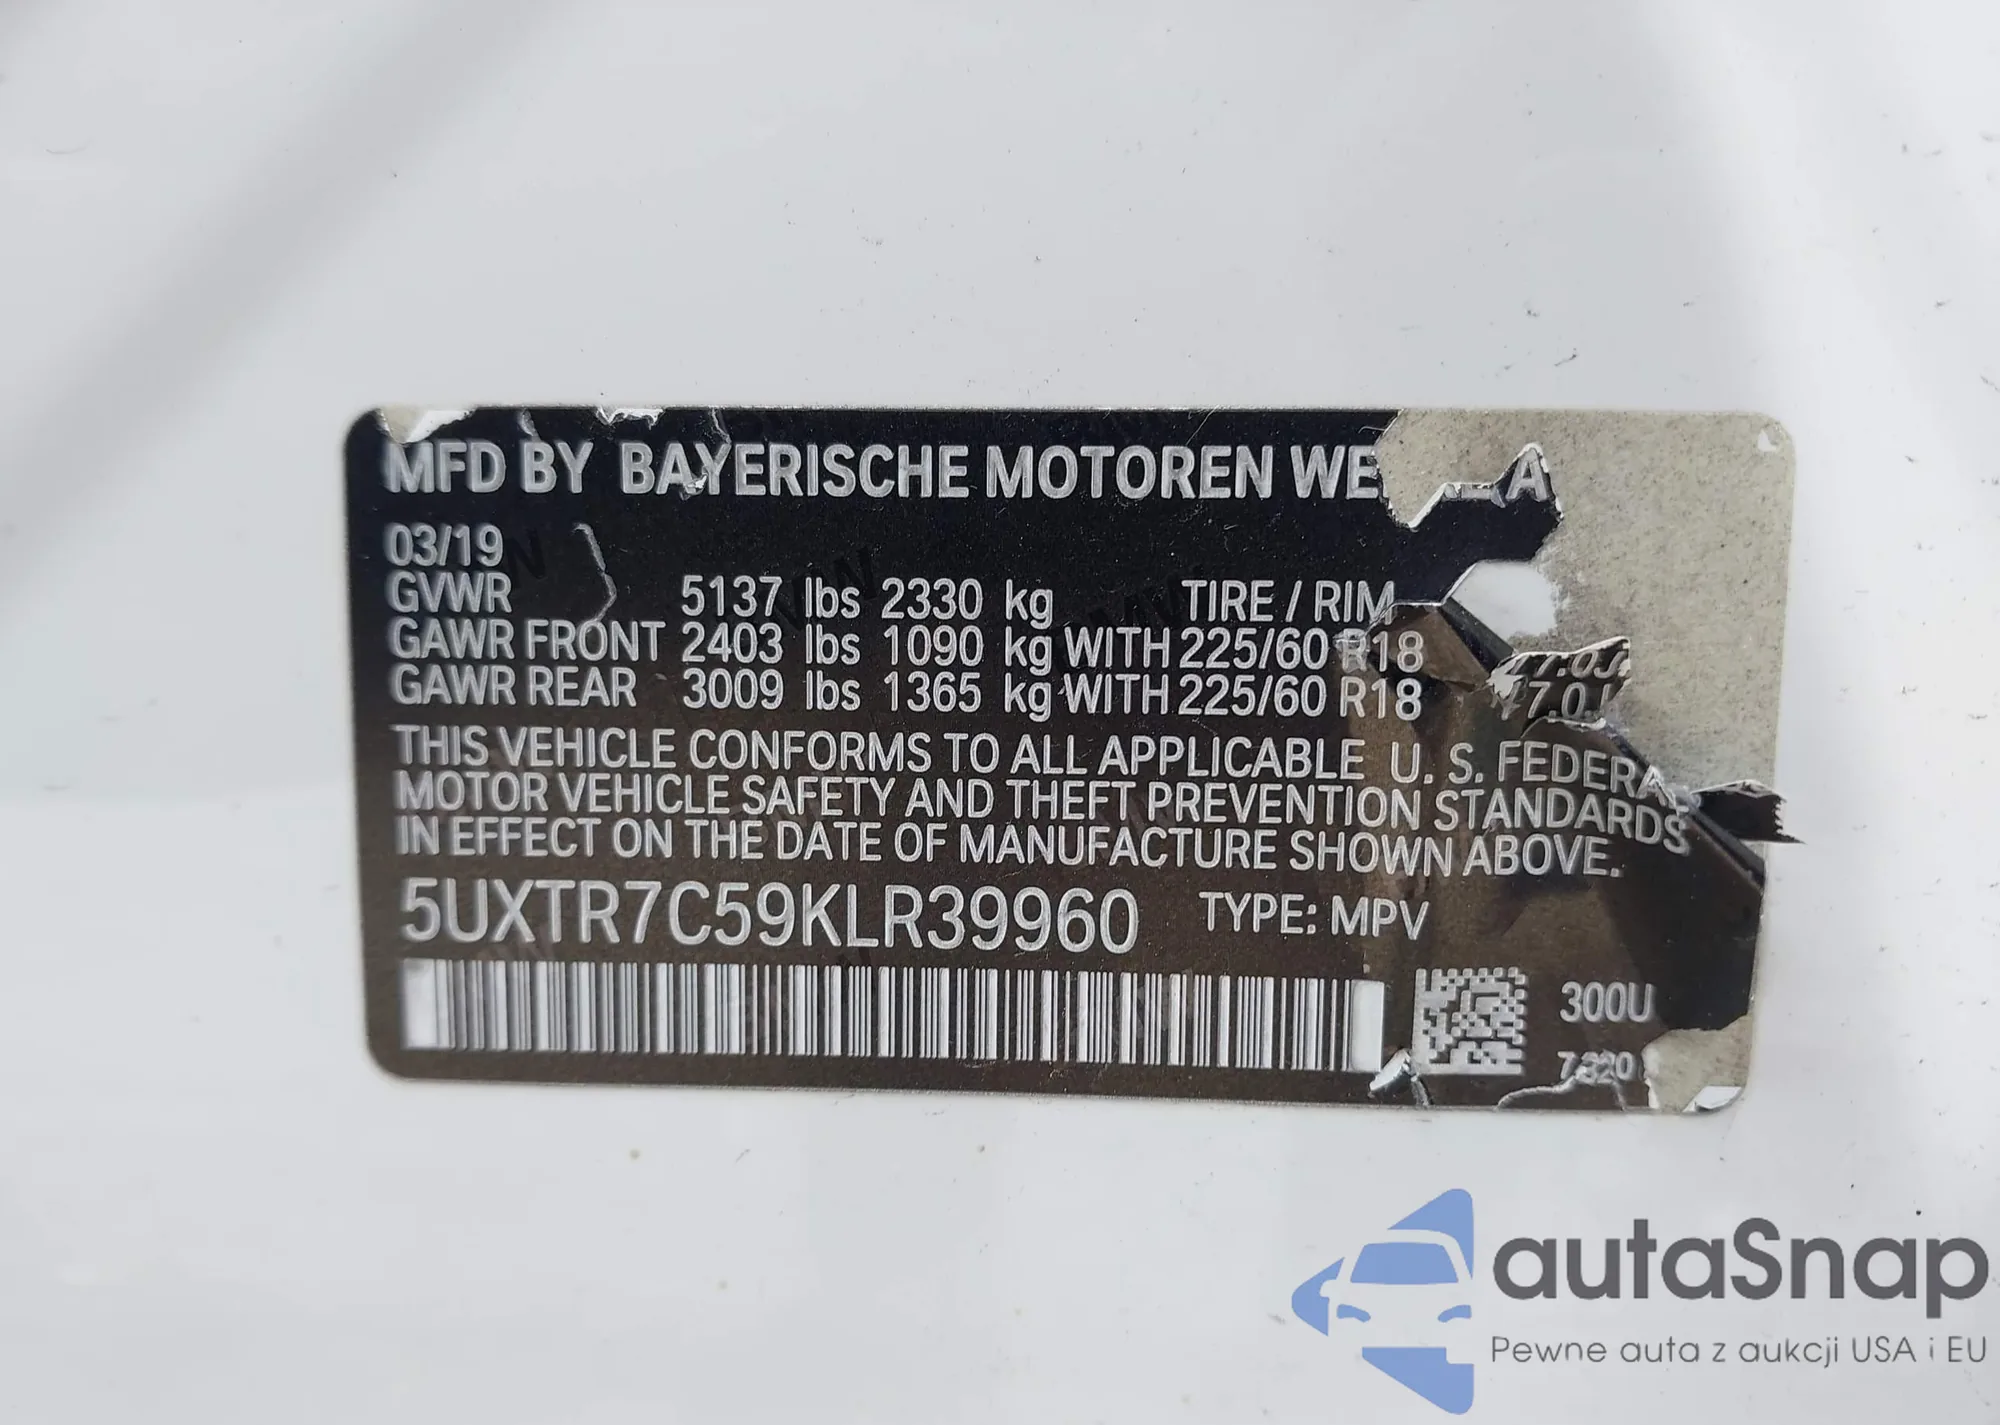 MFD BY BAYERISCHE MOTOREN WE
03/19
GVWR 5137 lbs 2330 kg TIRE / RIM
GAWR FRONT 2403 lbs 1090 kg WITH 225/60 R18
GAWR REAR 3009 lbs 1365 kg WITH 225/60 R18
THIS VEHICLE CONFORMS TO ALL APPLICABLE U. S. FEDERA
MOTOR VEHICLE SAFETY AND THEFT PREVENTION STANDARDS
IN EFFECT ON THE DATE OF MANUFACTURE SHOWN ABOVE.
5UXTR7C59KLR39960 TYPE: MPV
300U
autaSnap
Pewne auta z aukcji USA i EU